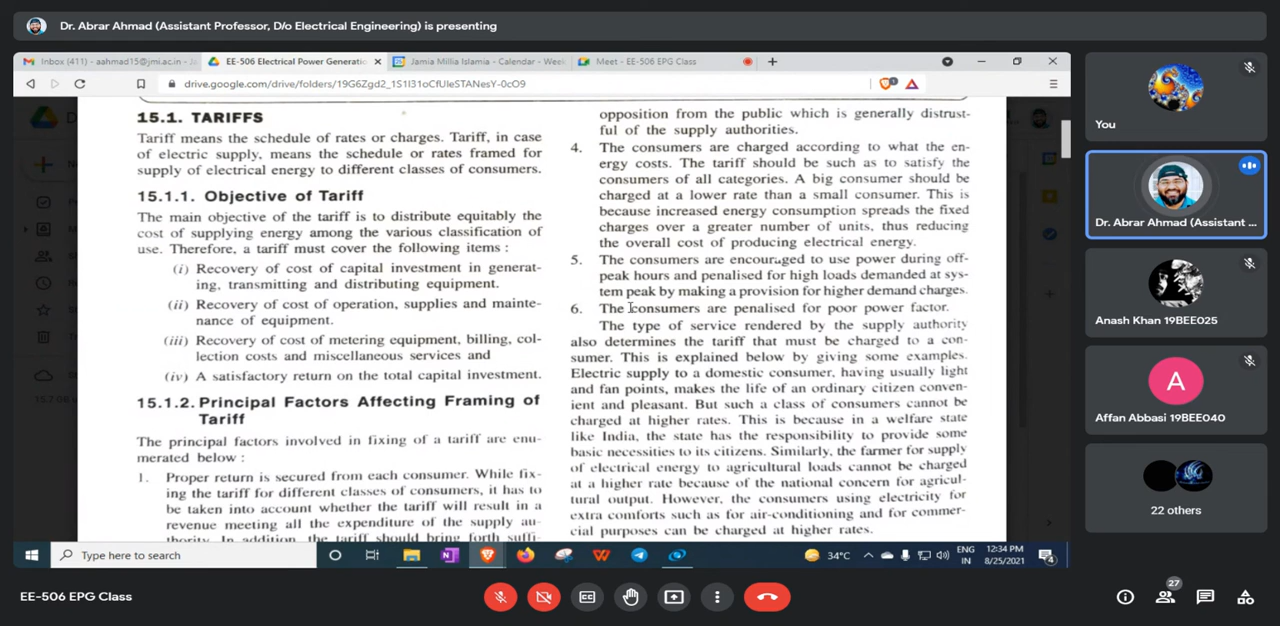 Dr. Abrar Ahmad (Assistant Professor, D/o Electrical Engineering) is presenting
Inbox (411) - aahmad15@jmi.ac.in - J
EE-506 Electrical Power Generatio
Jamia Millia Islamia - Calendar - Week
Meet - EE-506 EPG Class
drive.google.com/drive/folders/19G6Zgd2_1S1I31oCfUIeSTANesY-0cO9
15.1. TARIFFS
Tariff means the schedule of rates or charges. Tariff, in case
of electric supply, means the schedule or rates framed for
supply of electrical energy to different classes of consumers.
15.1.1. Objective of Tariff
The main objective of the tariff is to distribute equitably the
cost of supplying energy among the various classification of
use. Therefore, a tariff must cover the following items :
(i) Recovery of cost of capital investment in generat-
ing, transmitting and distributing equipment.
(ii) Recovery of cost of operation, supplies and mainte-
nance of equipment.
(iii) Recovery of cost of metering equipment, billing, col-
lection costs and miscellaneous services and
(iv) A satisfactory return on the total capital investment.
15.1.2. Principal Factors Affecting Framing of
Tariff
The principal factors involved in fixing of a tariff are enu-
merated below :
1. Proper return is secured from each consumer. While fix-
ing the tariff for different classes of consumers, it has to
be taken into account whether the tariff will result in a
revenue meeting all the expenditure of the supply au-
thority. In addition, the tariff should bring forth suffi-
opposition from the public which is generally distrust-
ful of the supply authorities.
4. The consumers are charged according to what the en-
ergy costs. The tariff should be such as to satisfy the
consumers of all categories. A big consumer should be
charged at a lower rate than a small consumer. This is
because increased energy consumption spreads the fixed
charges over a greater number of units, thus reducing
the overall cost of producing electrical energy.
5. The consumers are encouraged to use power during off-
peak hours and penalised for high loads demanded at sys-
tem peak by making a provision for higher demand charges.
6. The consumers are penalised for poor power factor.
The type of service rendered by the supply authority
also determines the tariff that must be charged to a con-
sumer. This is explained below by giving some examples.
Electric supply to a domestic consumer, having usually light
and fan points, makes the life of an ordinary citizen conven-
ient and pleasant. But such a class of consumers cannot be
charged at higher rates. This is because in a welfare state
like India, the state has the responsibility to provide some
basic necessities to its citizens. Similarly, the farmer for supply
of electrical energy to agricultural loads cannot be charged
at a higher rate because of the national concern for agricul-
tural output. However, the consumers using electricity for
extra comforts such as for air-conditioning and for commer-
cial purposes can be charged at higher rates.
Type here to search
34°C
ENG
IN
12:34 PM
8/25/2021
4
You
Dr. Abrar Ahmad (Assistant ...
Anash Khan 19BEE025
A
Affan Abbasi 19BEE040
22 others
EE-506 EPG Class
27